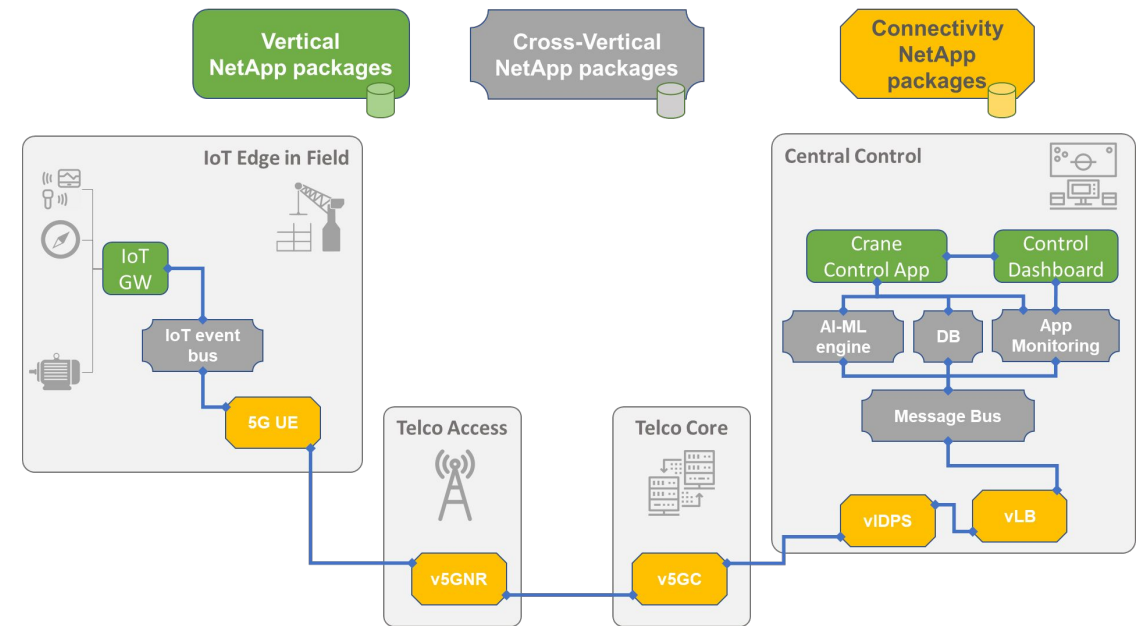 Vertical
NetApp packages
Cross-Vertical
NetApp packages
Connectivity
NetApp
packages
IoT Edge in Field
IoT
GW
IoT event
bus
5G UE
Telco Access
v5GNR
Telco Core
v5GC
Central Control
Crane
Control App
Control
Dashboard
AI-ML
engine
DB
App
Monitoring
Message Bus
vIDPS
vLB